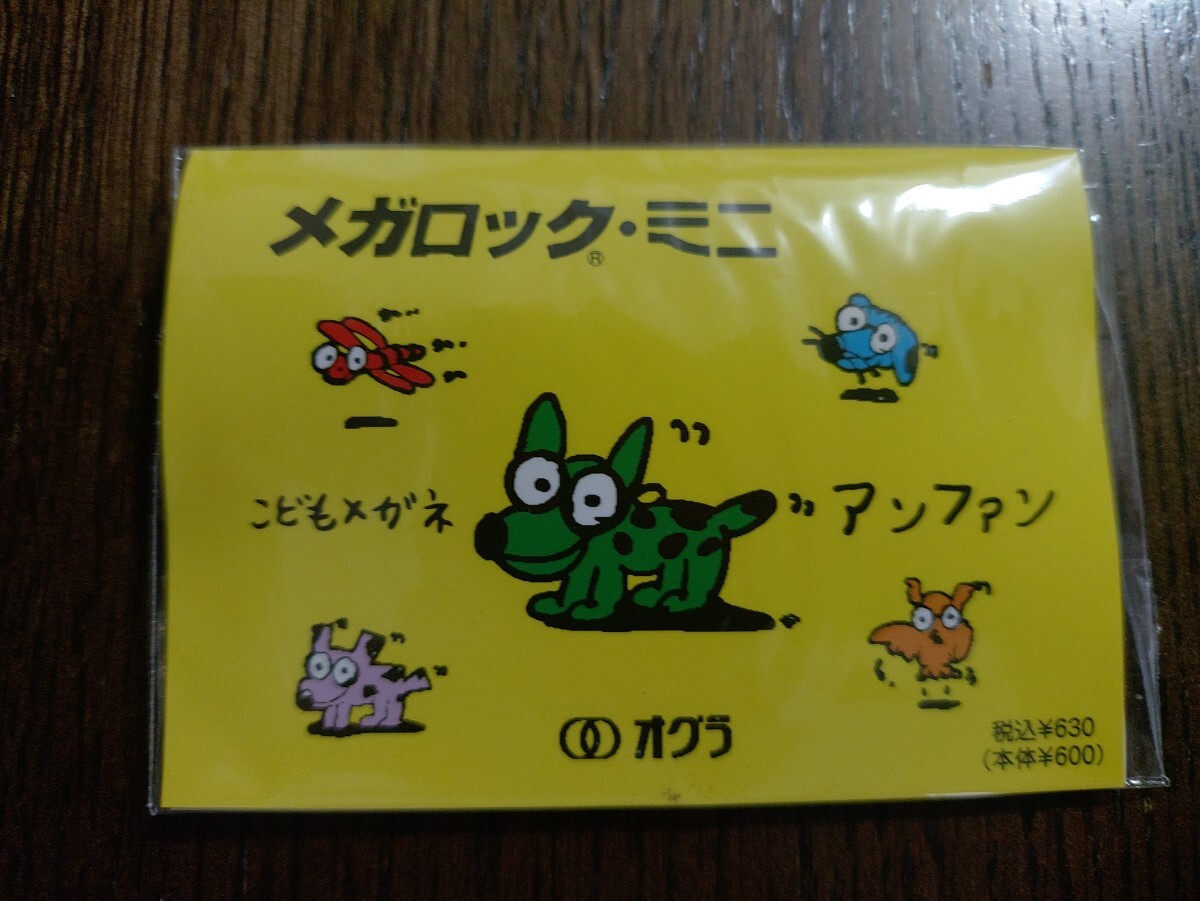 メガロック®・ミニ
こどもメガネ アンファン
オグラ
税込¥630
(本体¥600)